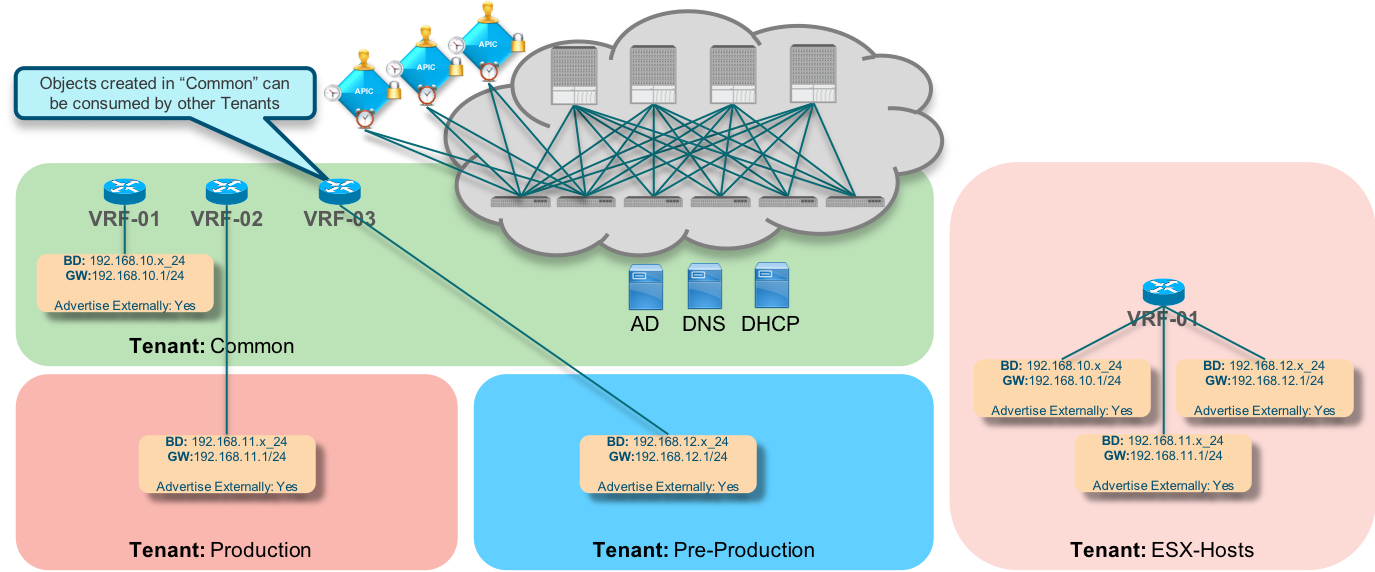 Objects created in “Common” can
be consumed by other Tenants
APIC
APIC
APIC
VRF-01
VRF-02
VRF-03
BD: 192.168.10.x_24
GW:192.168.10.1/24
Advertise Externally: Yes
AD
DNS
DHCP
Tenant: Common
BD: 192.168.11.x_24
GW:192.168.11.1/24
Advertise Externally: Yes
Tenant: Production
BD: 192.168.12.x_24
GW:192.168.12.1/24
Advertise Externally: Yes
Tenant: Pre-Production
VRF-01
BD: 192.168.10.x_24
GW:192.168.10.1/24
Advertise Externally: Yes
BD: 192.168.12.x_24
GW:192.168.12.1/24
Advertise Externally: Yes
BD: 192.168.11.x_24
GW:192.168.11.1/24
Advertise Externally: Yes
Tenant: ESX-Hosts